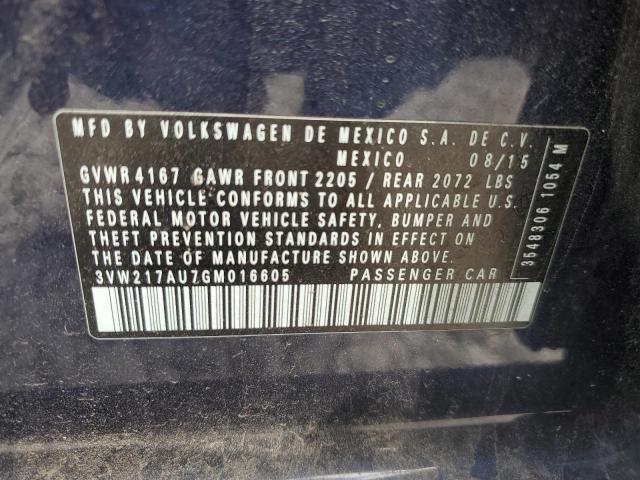 MFD BY VOLKSWAGEN DE MEXICO S.A. DE C.V.
MEXICO 08/15
GVWR 4167 GAWR FRONT 2205 / REAR 2072 LBS
THIS VEHICLE CONFORMS TO ALL APPLICABLE U.S.
FEDERAL MOTOR VEHICLE SAFETY, BUMPER AND
THEFT PREVENTION STANDARDS IN EFFECT ON
THE DATE OF MANUFACTURE SHOWN ABOVE.
3VW217AU7GM016605 PASSENGER CAR
3548306 1054 M